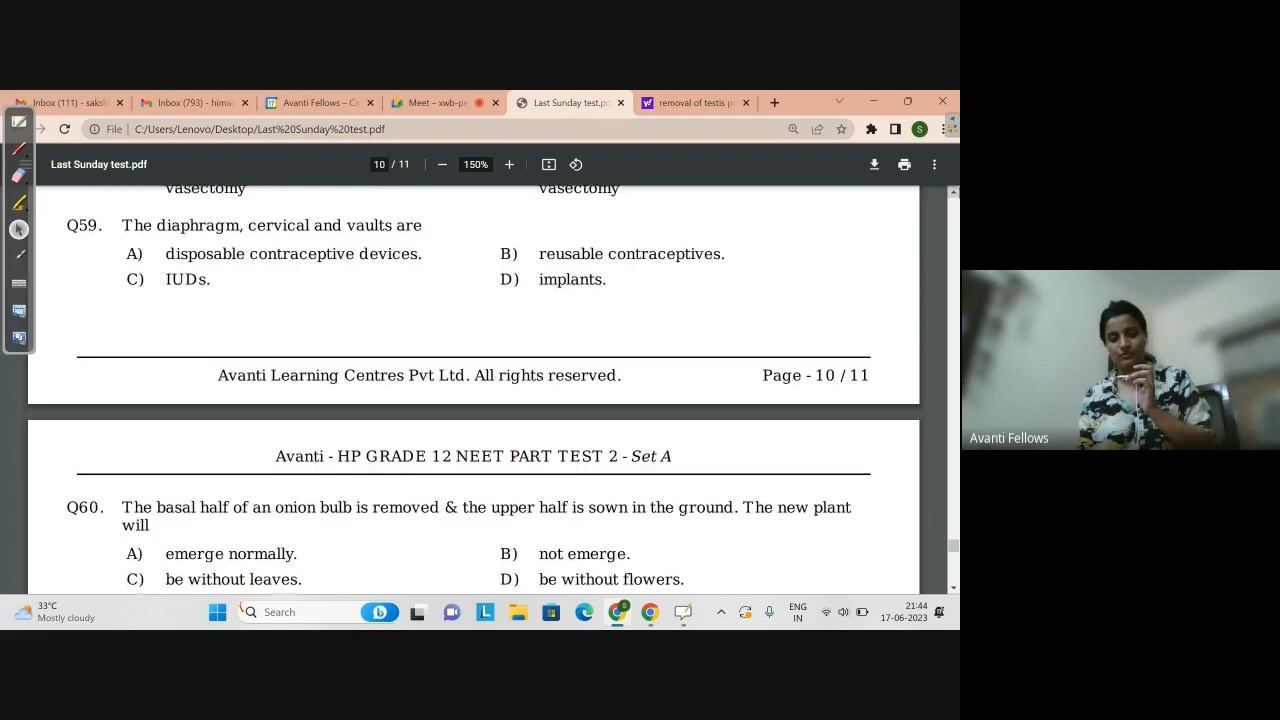 Inbox (111) - saksh
Inbox (793) - hima
Avanti Fellows – Ca
Meet – xwb-p
Last Sunday test.pd
removal of testis p
File | C:/Users/Lenovo/Desktop/Last%20Sunday%20test.pdf
S
Last Sunday test.pdf
10 / 11
150%
vasectomy vasectomy
Q59. The diaphragm, cervical and vaults are
A) disposable contraceptive devices. B) reusable contraceptives.
C) IUDs. D) implants.
Avanti Learning Centres Pvt Ltd. All rights reserved. Page - 10 / 11
Avanti - HP GRADE 12 NEET PART TEST 2 - Set A
Q60. The basal half of an onion bulb is removed & the upper half is sown in the ground. The new plant
will
A) emerge normally. B) not emerge.
C) be without leaves. D) be without flowers.
Avanti Fellows
33°C
Mostly cloudy
Search
ENG
IN
21:44
17-06-2023